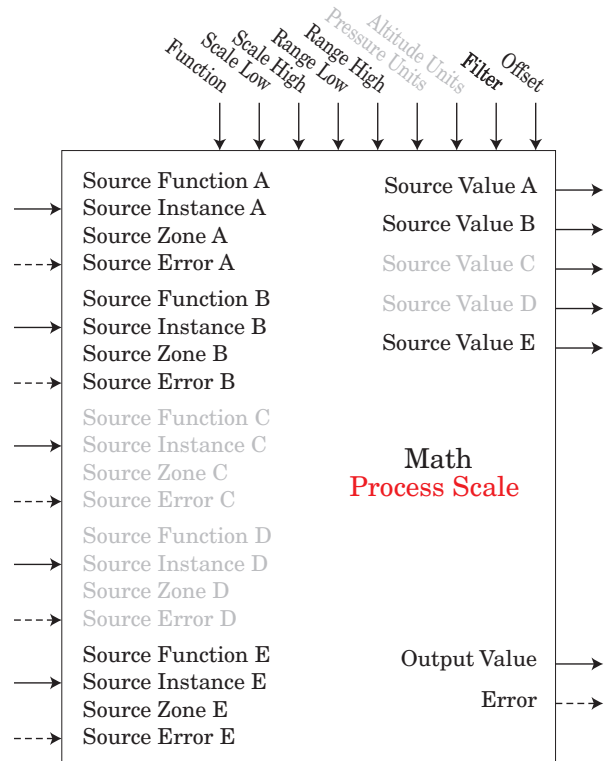 Function
Scale Low
Scale High
Range Low
Range High
Pressure Units
Altitude Units
Filter
Offset
Source Function A
Source Instance A
Source Zone A
Source Error A
Source Function B
Source Instance B
Source Zone B
Source Error B
Source Function C
Source Instance C
Source Zone C
Source Error C
Source Function D
Source Instance D
Source Zone D
Source Error D
Source Function E
Source Instance E
Source Zone E
Source Error E
Source Value A
Source Value B
Source Value C
Source Value D
Source Value E
Math
Process Scale
Output Value
Error